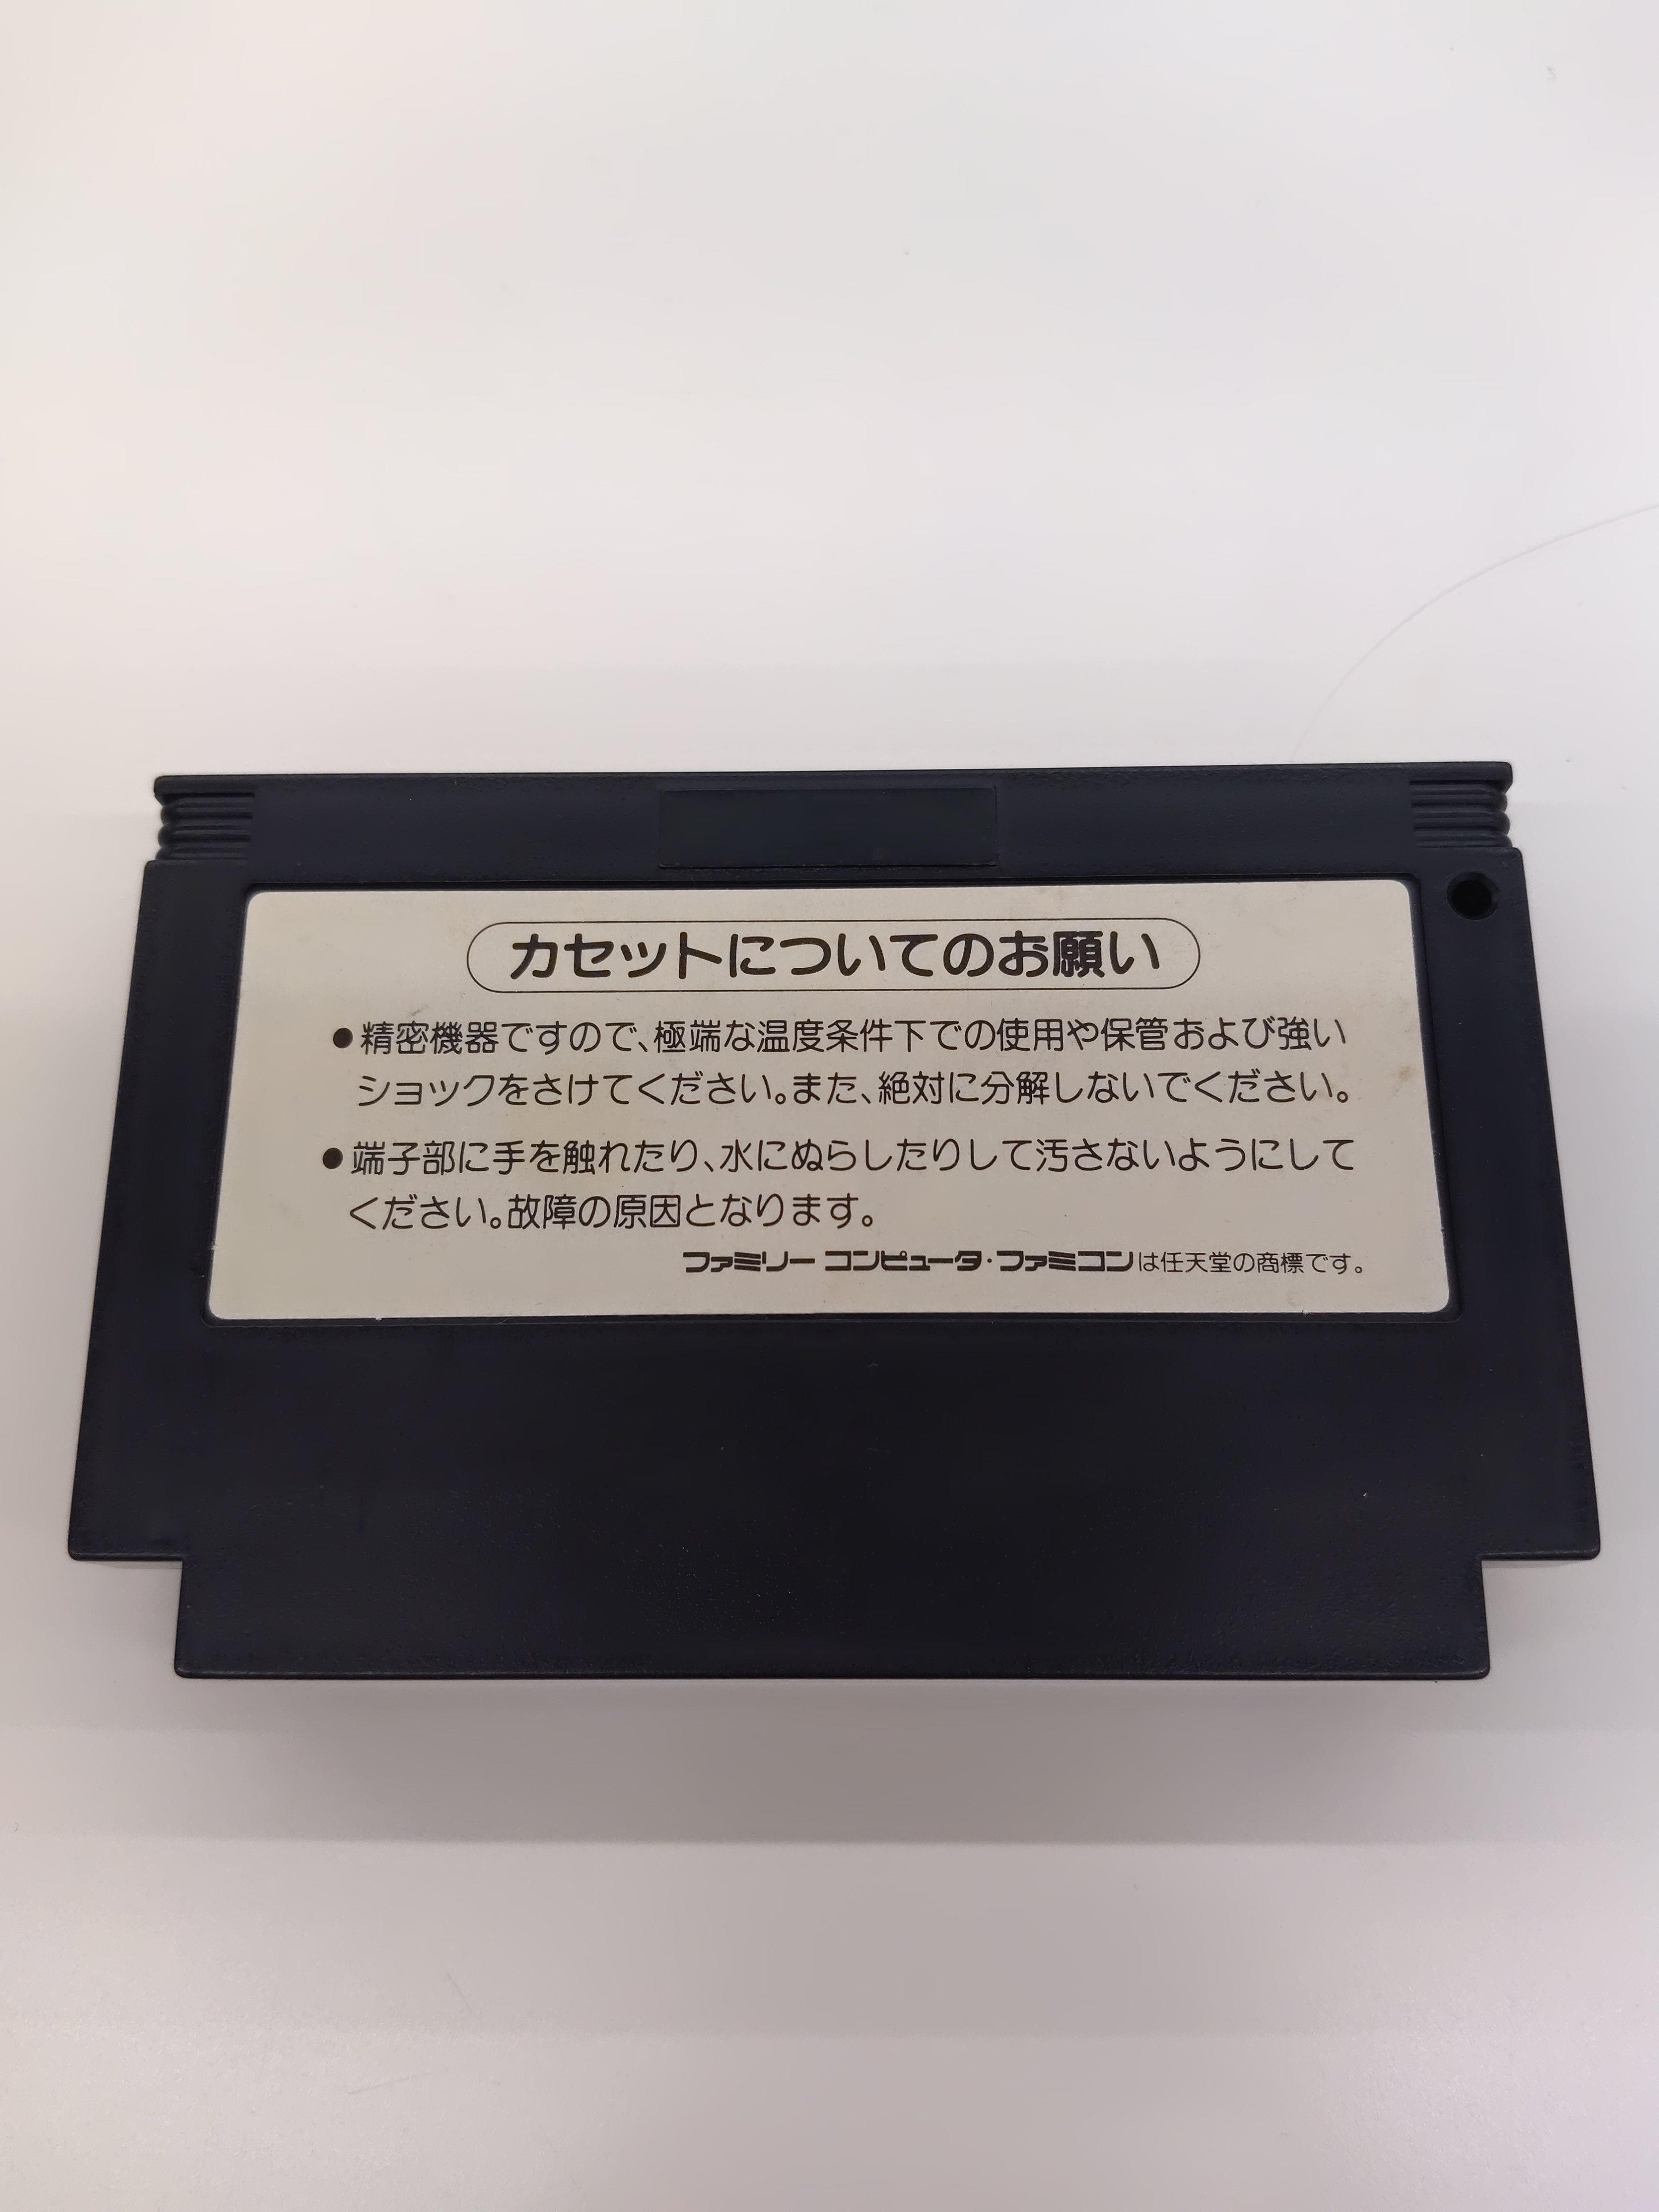 カセットについてのお願い
●精密機器ですので、極端な温度条件下での使用や保管および強い
ショックをさけてください。また、絶対に分解しないでください。
●端子部に手を触れたり、水にぬらしたりして汚さないようにして
ください。故障の原因となります。
ファミリー コンピュータ・ファミコンは任天堂の商標です。